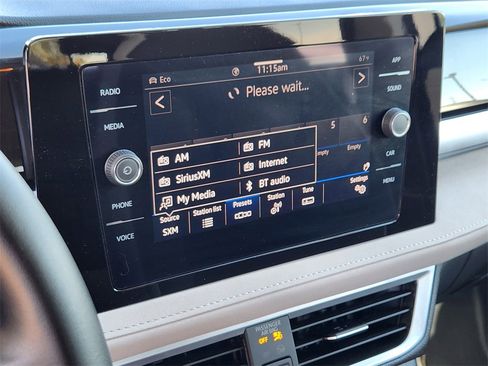 RADIO
MEDIA
PHONE
VOICE
APP
SOUND
CAR
MENU
Eco
11:15am
67°F
Please wait...
5 6
Empty Empty
AM FM
SiriusXM Internet
My Media BT audio
Source Station list Presets Station Tune Settings
SXM
PASSENGER
AIR BAG
OFF